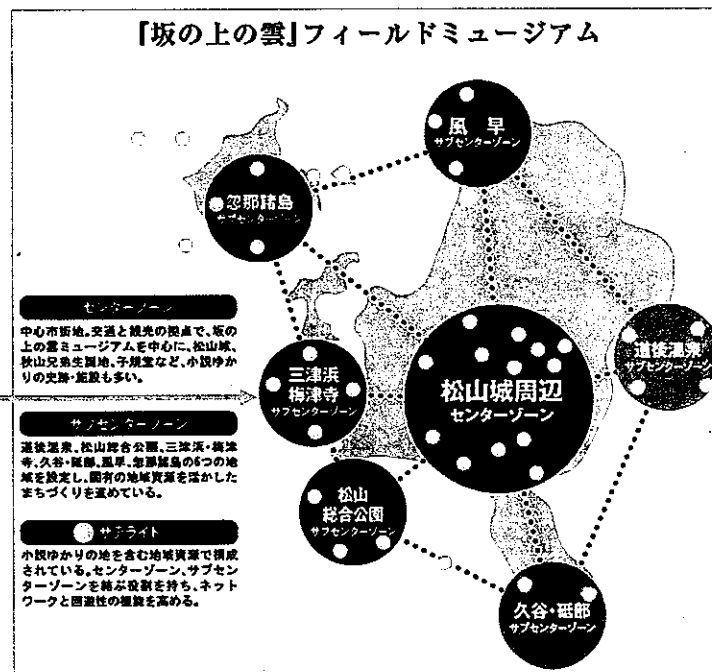 『坂の上の雲』フィールドミュージアム
風早
サブセンターゾーン
忽那諸島
サブセンターゾーン
センターゾーン
中心市街地。交通と観光の拠点で、坂の
上の雲ミュージアムを中心に、松山城、
秋山兄弟生誕地、子規堂など、小説ゆか
りの史跡・施設も多い。
道後温泉
サブセンターゾーン
三津浜
梅津寺
サブセンターゾーン
松山城周辺
センターゾーン
サブセンターゾーン
道後温泉、松山総合公園、三津浜・梅津
寺、久谷・砥部、風早、忽那諸島の6つの地
域を設定し、固有の地域資源を活かした
まちづくりを進めている。
松山
総合公園
サブセンターゾーン
サテライト
小説ゆかりの地を含む地域資源で構成
されている。センターゾーン、サブセン
ターゾーンを結ぶ役割を持ち、ネット
ワークと回遊性の機能を高める。
久谷・砥部
サブセンターゾーン